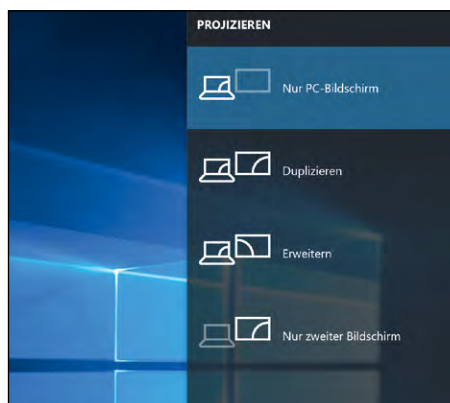 PROJIZIEREN
Nur PC-Bildschirm
Duplizieren
Erweitern
Nur zweiter Bildschirm